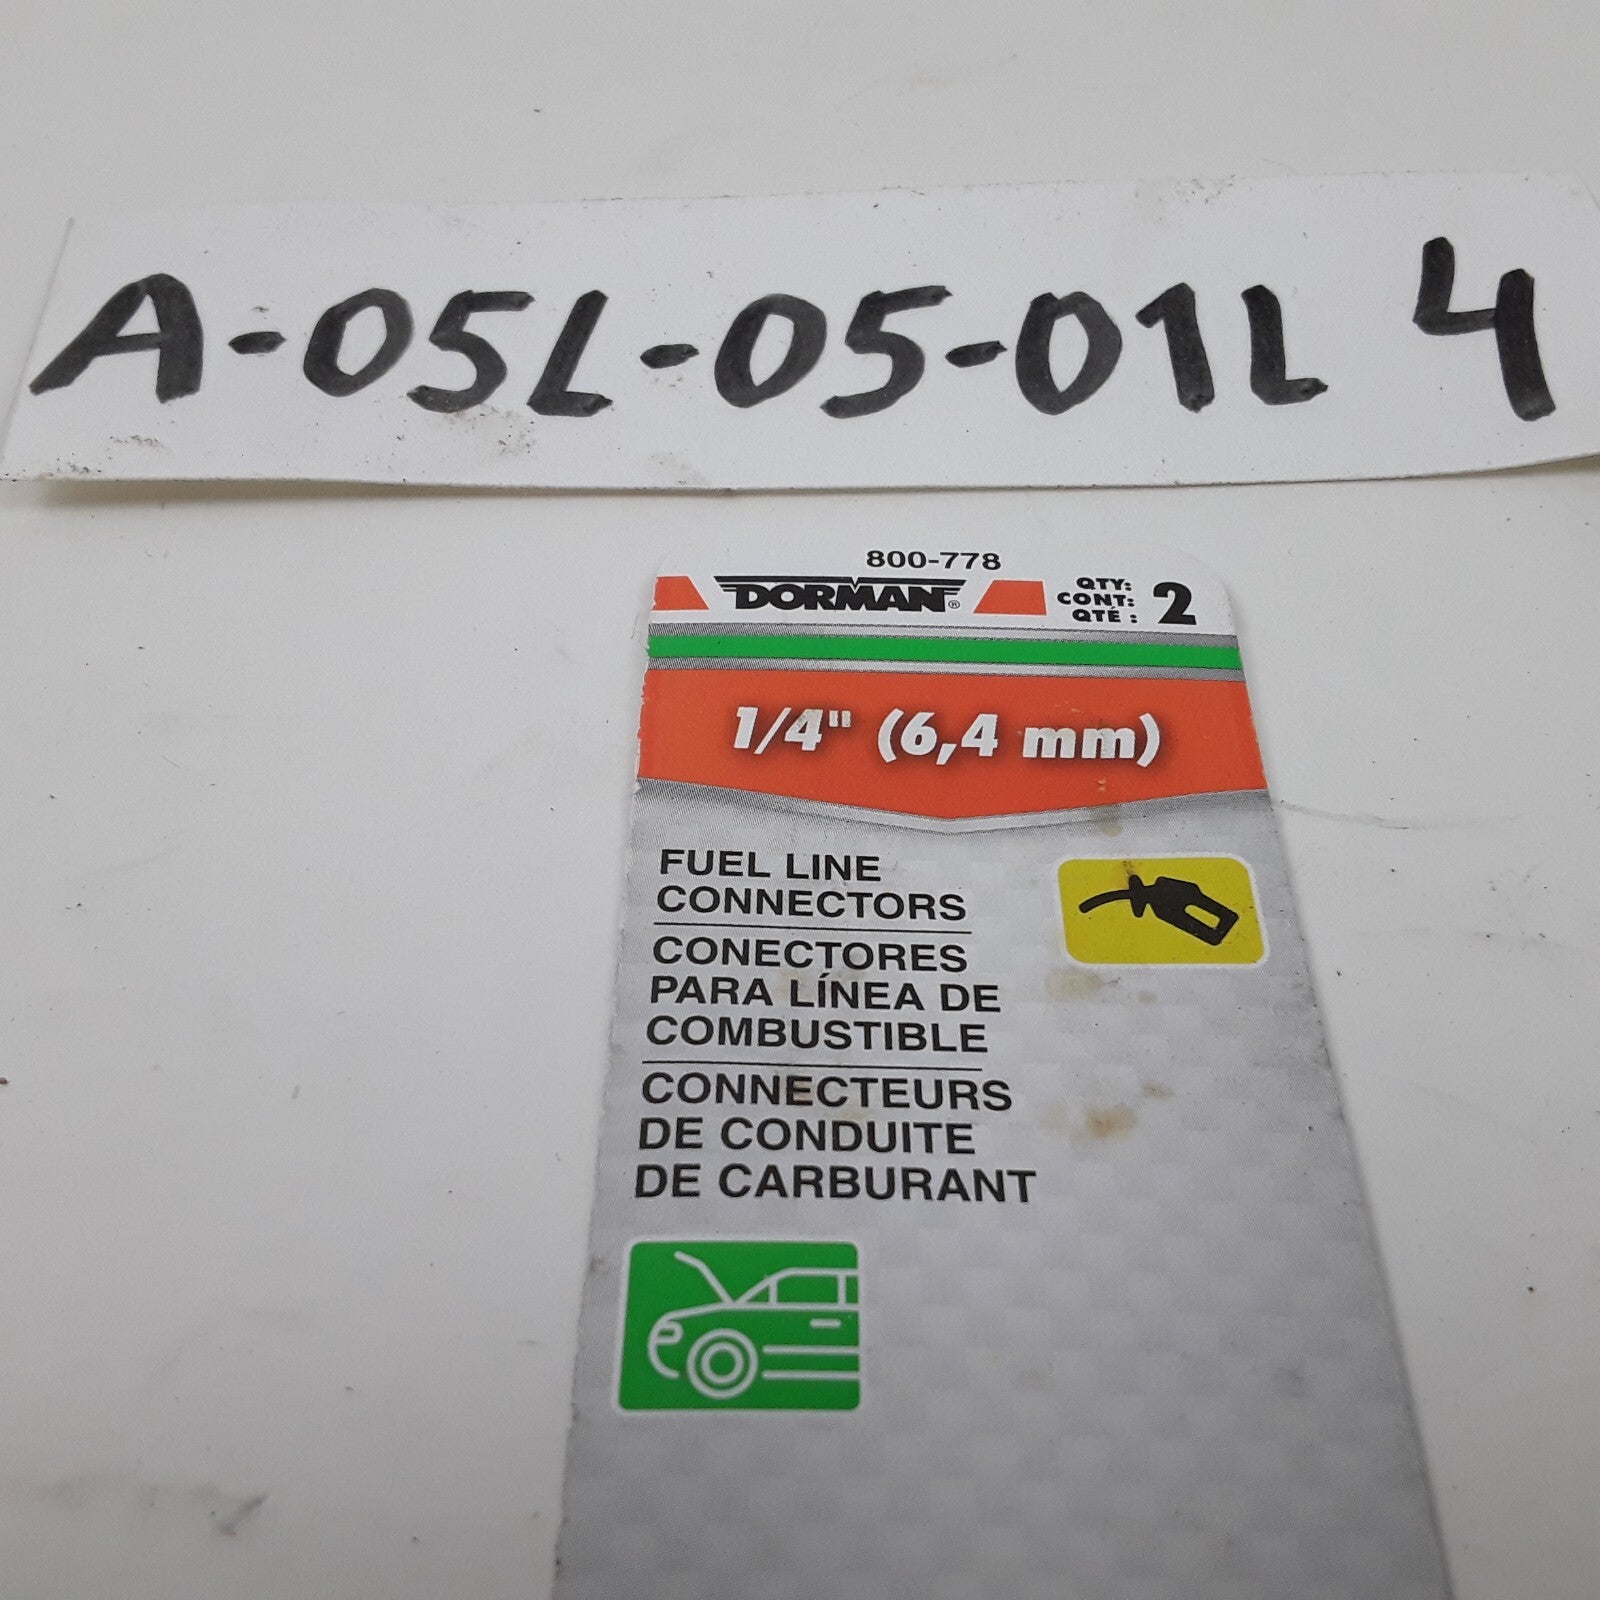 A-05L-05-01L 4
800-778
DORMAN®
QTY:
CONT:
QTÉ :
2
1/4" (6,4 mm)
FUEL LINE
CONNECTORS
CONECTORES
PARA LÍNEA DE
COMBUSTIBLE
CONNECTEURS
DE CONDUITE
DE CARBURANT